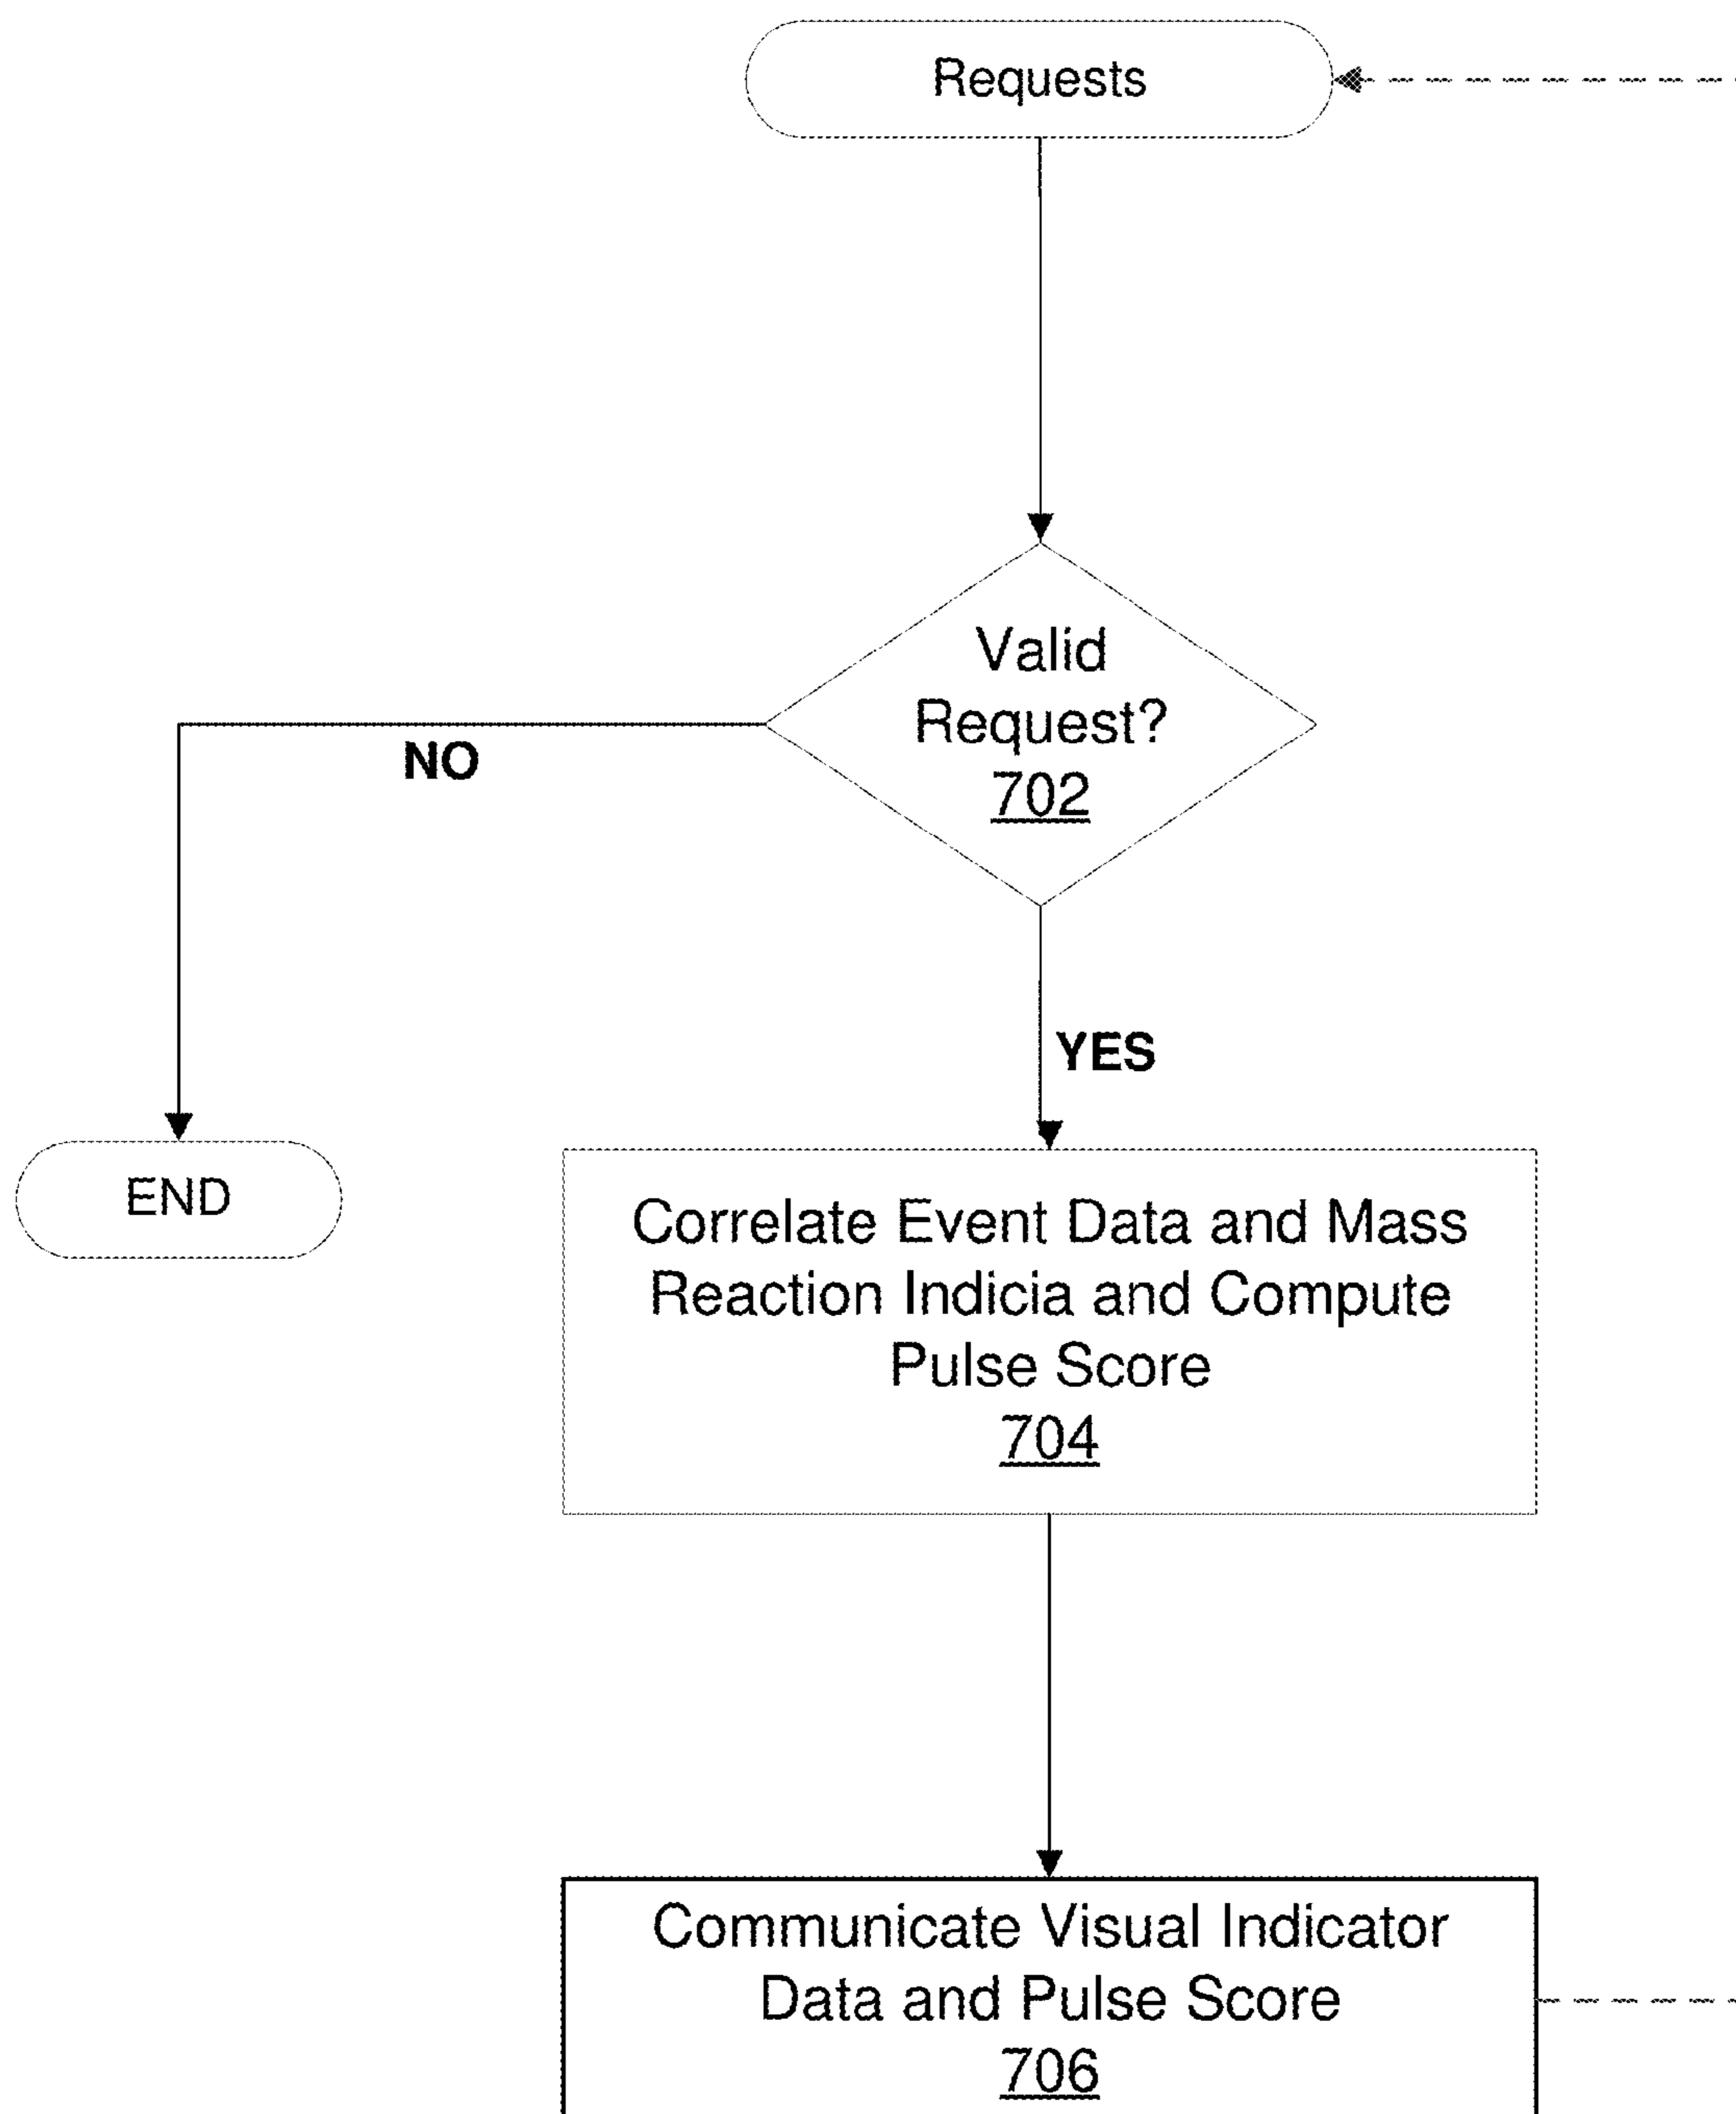 Requests
Valid
Request?
702
NO
YES
END
Correlate Event Data and Mass
Reaction Indicia and Compute
Pulse Score
704
Communicate Visual Indicator
Data and Pulse Score
706